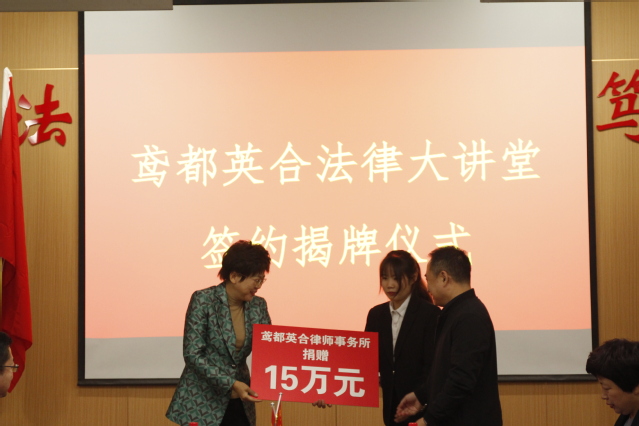 法
鸢都英合法律大讲堂
签约揭牌仪式
笃
鸢都英合律师事务所
捐赠
15万元